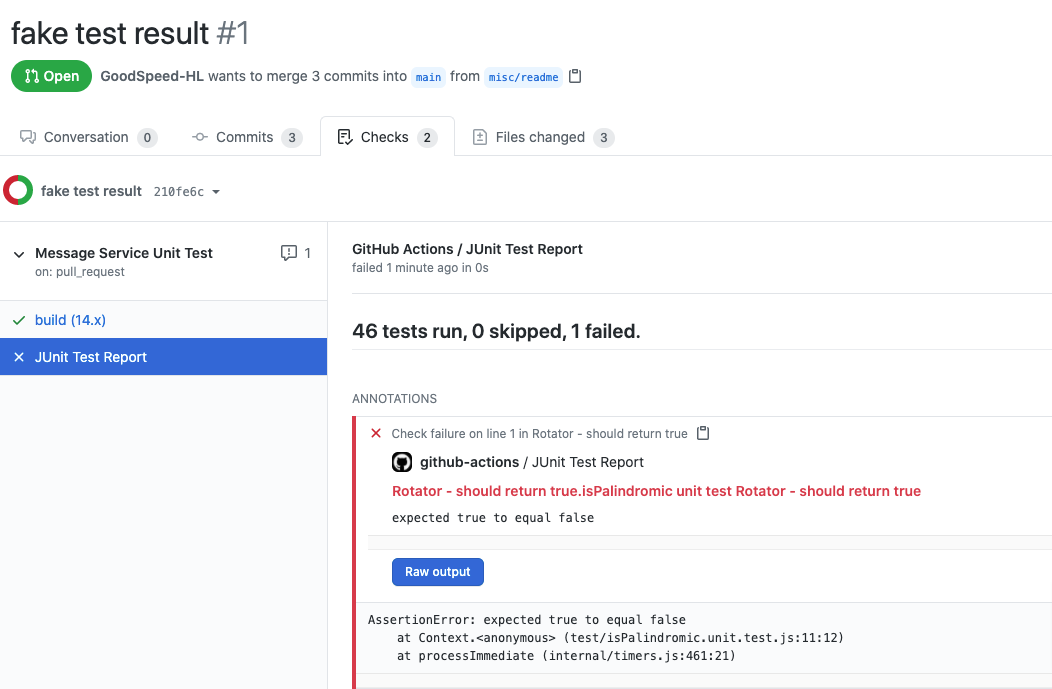 fake test result #1
Open GoodSpeed-HL wants to merge 3 commits into main from misc/readme
Conversation 0 Commits 3 Checks 2 Files changed 3
fake test result 210fe6c
Message Service Unit Test 1
on: pull_request
build (14.x)
JUnit Test Report
GitHub Actions / JUnit Test Report
failed 1 minute ago in 0s
46 tests run, 0 skipped, 1 failed.
ANNOTATIONS
Check failure on line 1 in Rotator - should return true
github-actions / JUnit Test Report
Rotator - should return true.isPalindromic unit test Rotator - should return true
expected true to equal false
Raw output
AssertionError: expected true to equal false
at Context.<anonymous> (test/isPalindromic.unit.test.js:11:12)
at processImmediate (internal/timers.js:461:21)